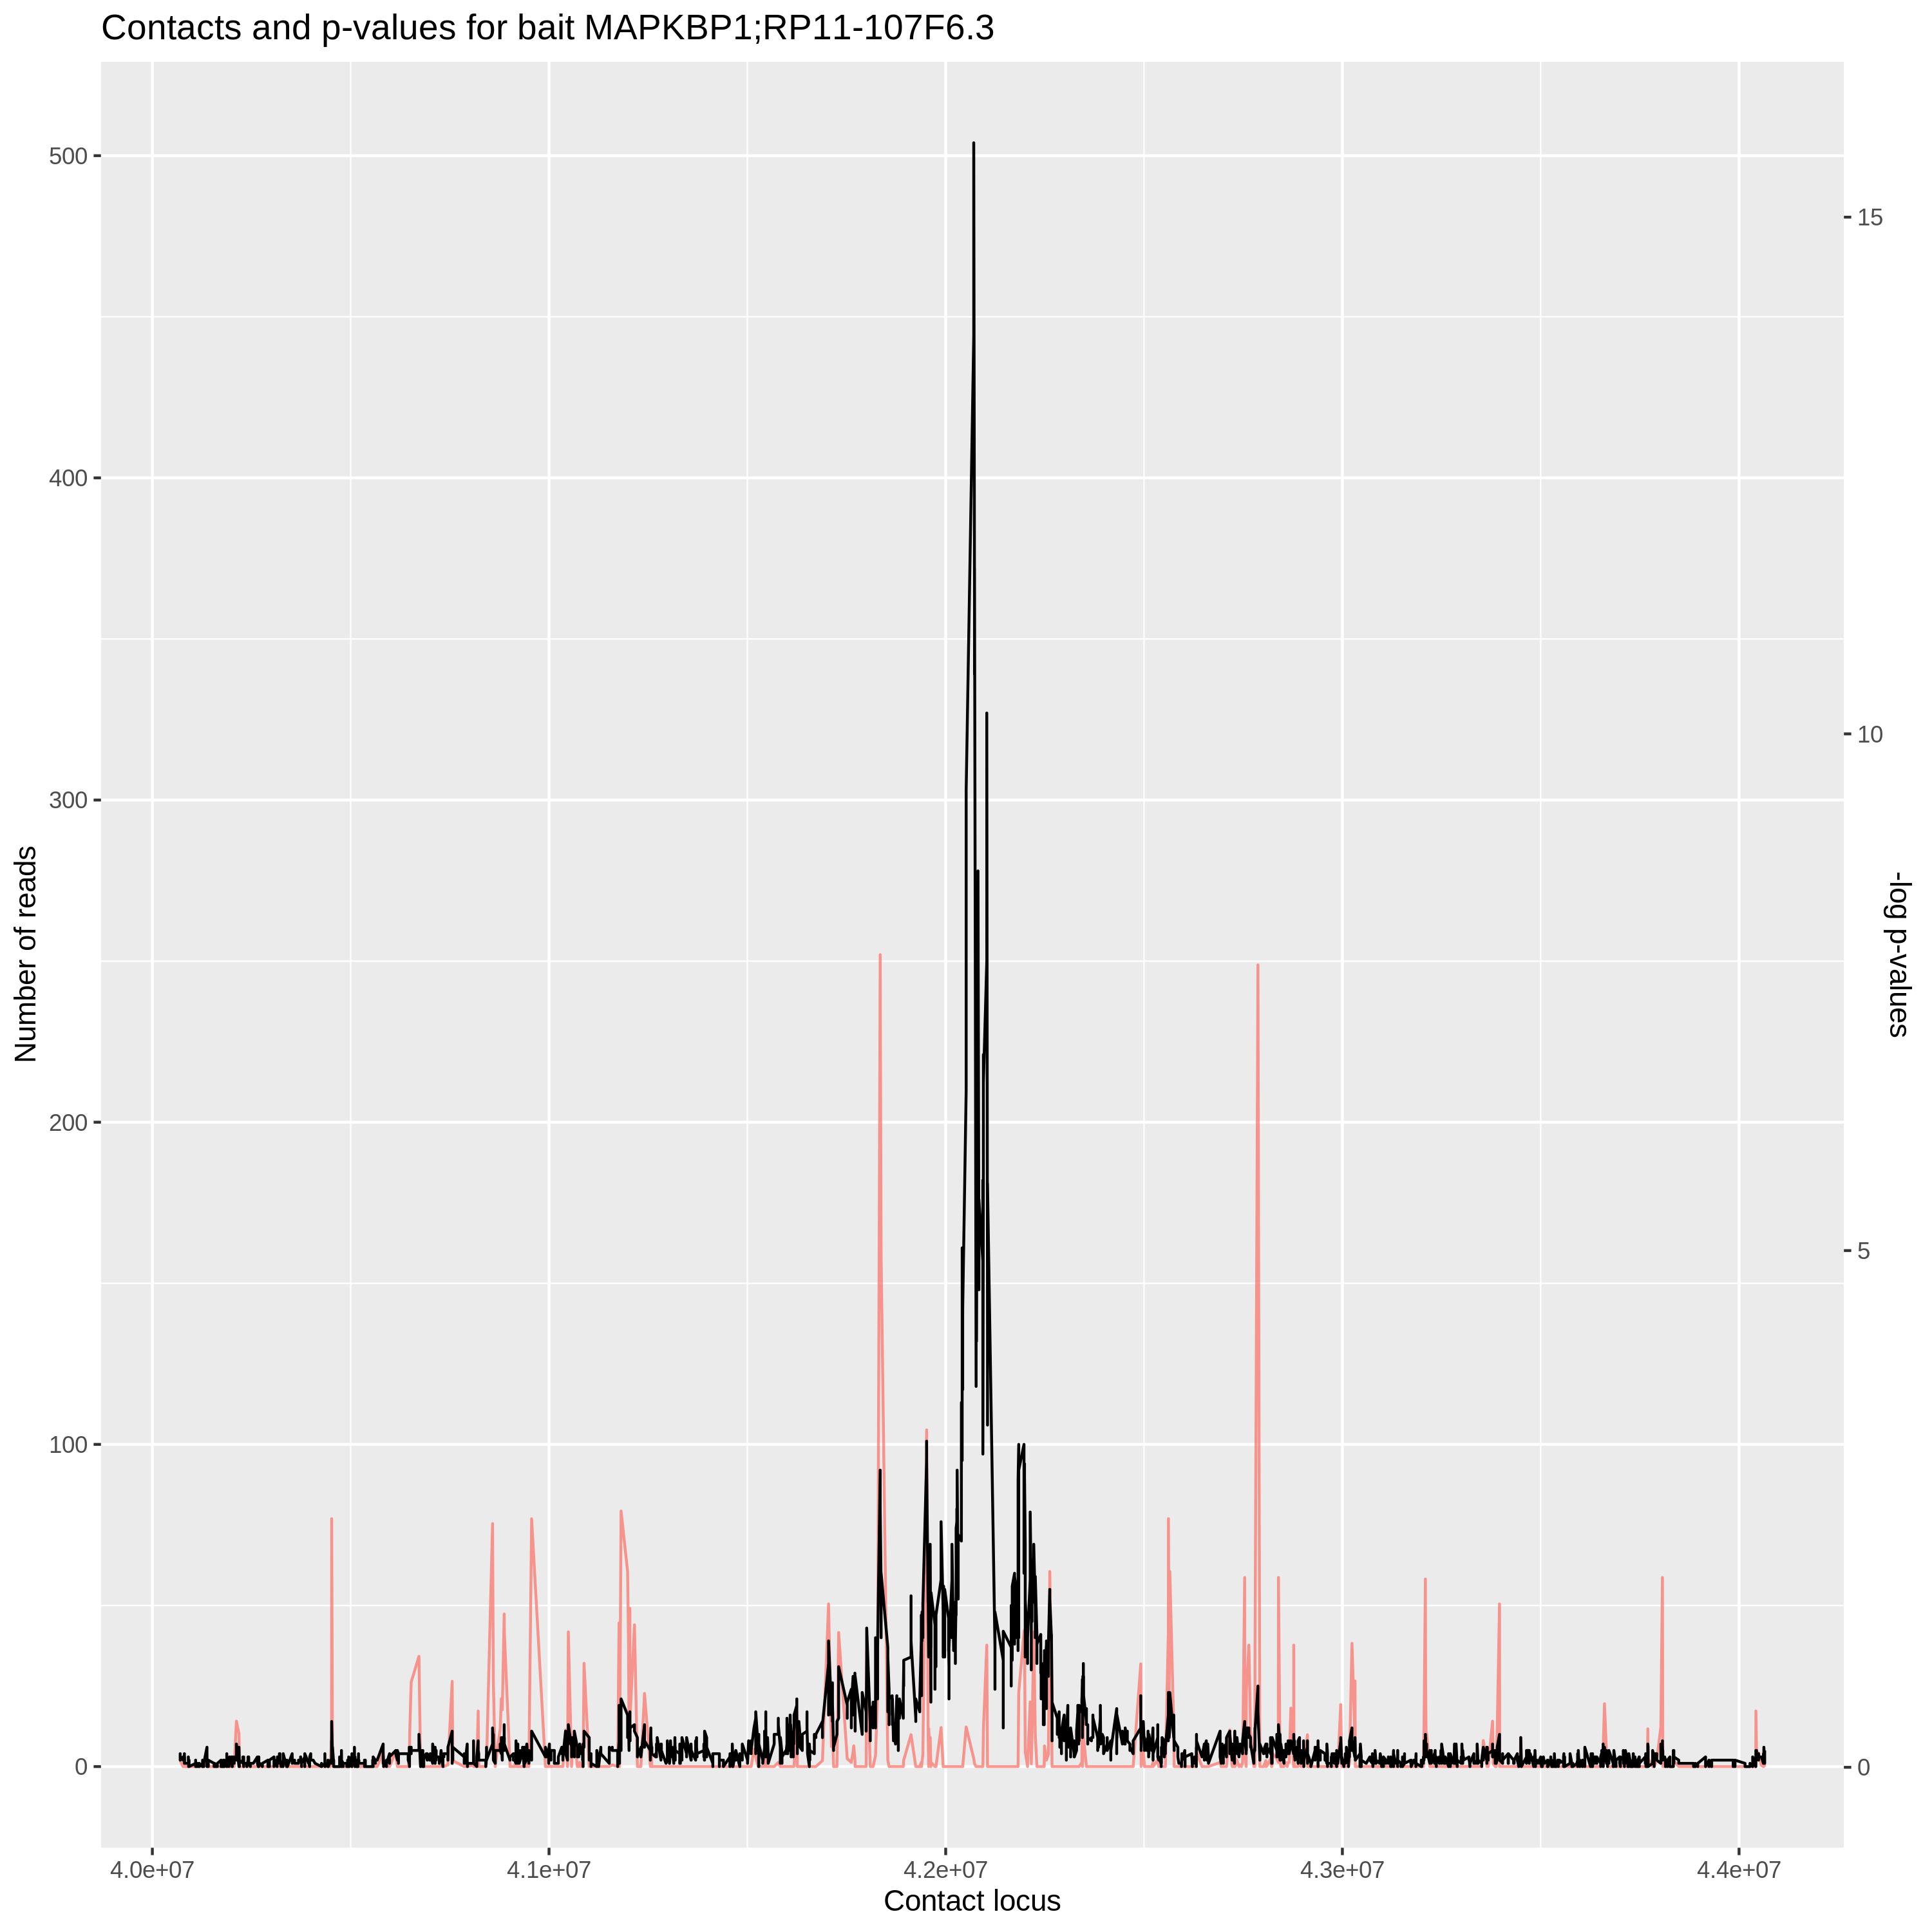 Contacts and p-values for bait MAPKBP1;RP11-107F6.3
500
400
300
200
100
0
Number of reads
15
10
5
0
-log p-values
4.0e+07
4.1e+07
4.2e+07
4.3e+07
4.4e+07
Contact locus